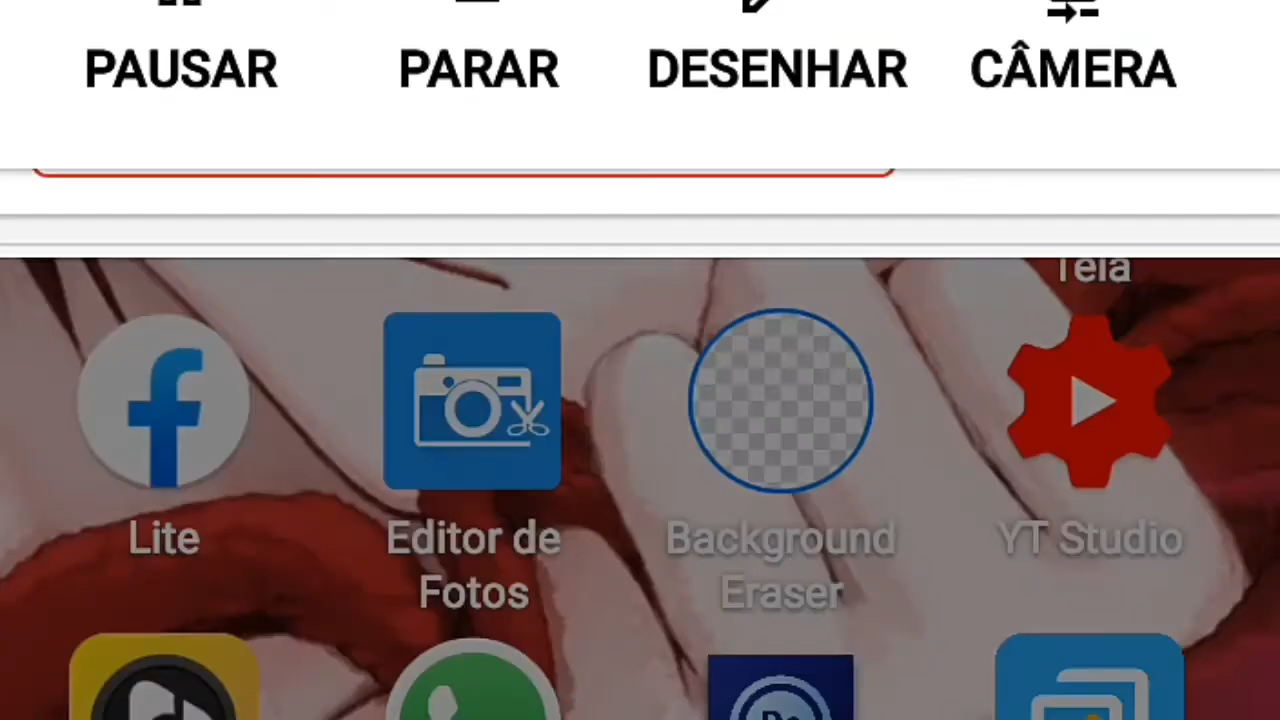 PAUSAR PARAR DESENHAR CÂMERA
Tela
Lite Editor de Fotos Background Eraser YT Studio